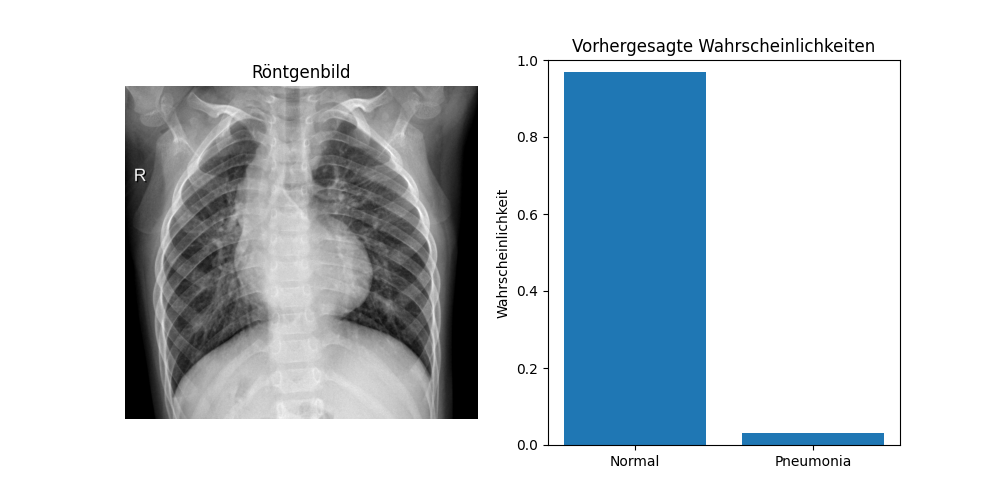 Röntgenbild
R
Vorhergesagte Wahrscheinlichkeiten
Wahrscheinlichkeit
1.0
0.8
0.6
0.4
0.2
0.0
Normal
Pneumonia